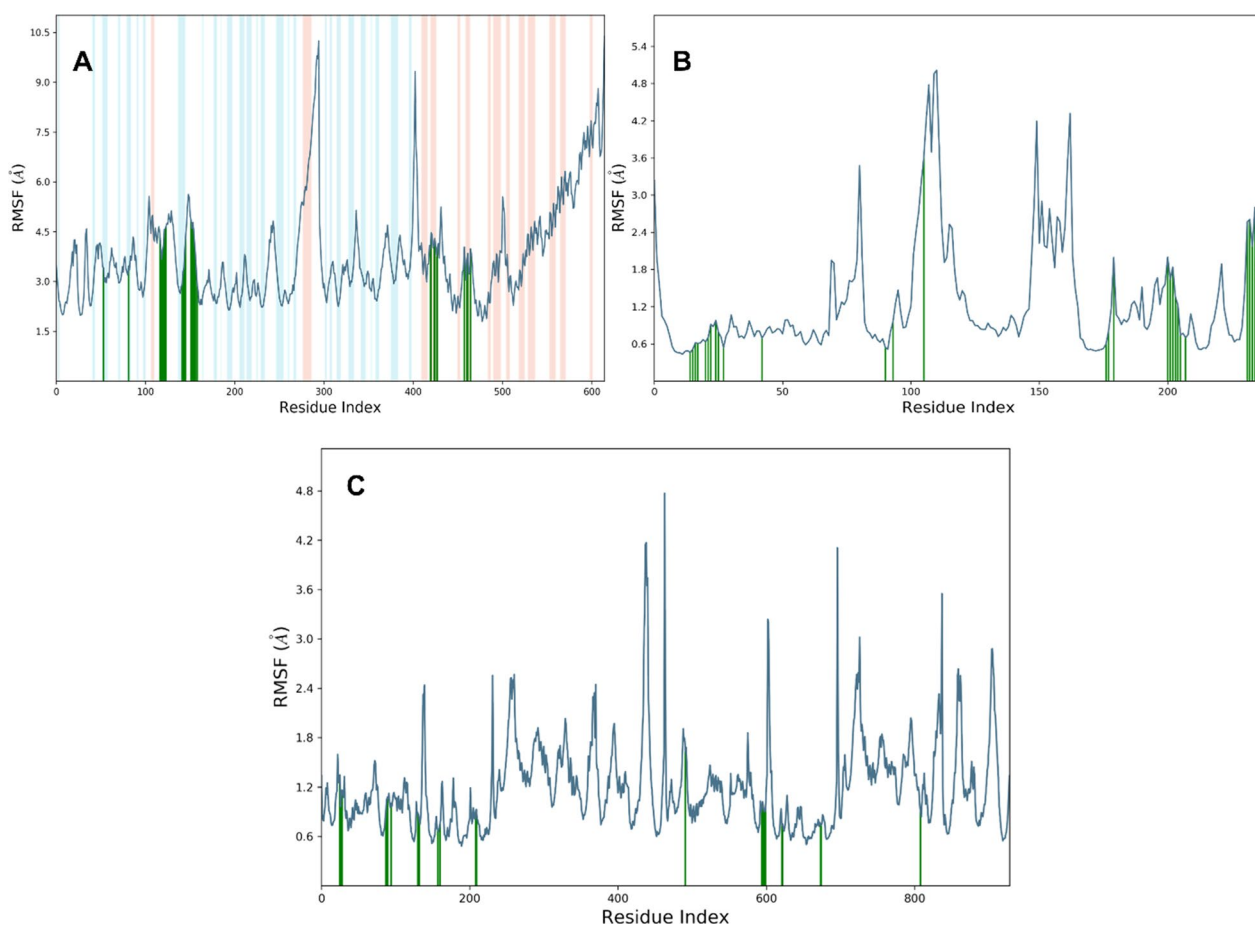 A
RMSF (Å)
10.5
9.0
7.5
6.0
4.5
3.0
1.5
0 100 200 300 400 500 600
Residue Index
B
RMSF (Å)
5.4
4.8
4.2
3.6
3.0
2.4
1.8
1.2
0.6
0 50 100 150 200
Residue Index
C
RMSF (Å)
4.8
4.2
3.6
3.0
2.4
1.8
1.2
0.6
0 200 400 600 800
Residue Index